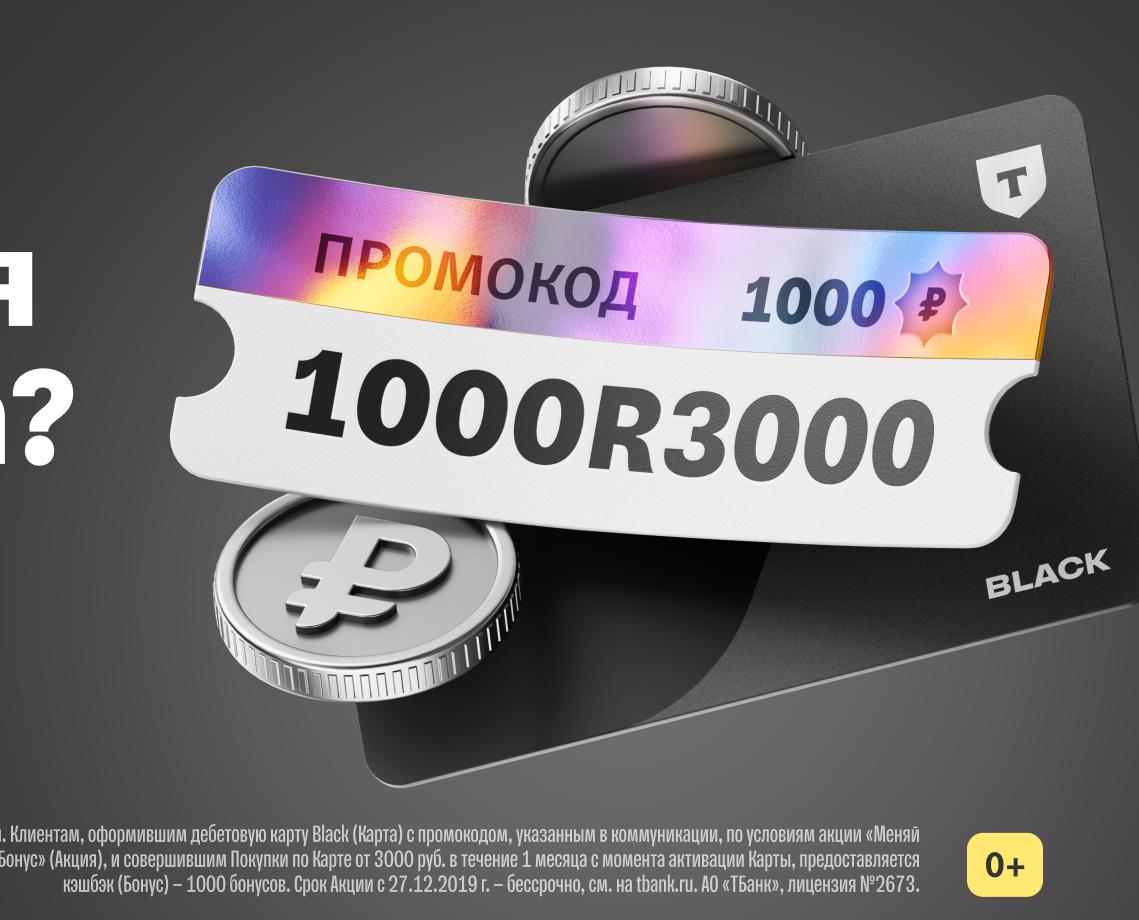 я
?
Т
ПРОМОКОД 1000 ₽
1000R3000
₽
BLACK
. Клиентам, оформившим дебетовую карту Black (Карта) с промокодом, указанным в коммуникации, по условиям акции «Меняй
Бонус» (Акция), и совершившим Покупки по Карте от 3000 руб. в течение 1 месяца с момента активации Карты, предоставляется
кэшбэк (Бонус) – 1000 бонусов. Срок Акции с 27.12.2019 г. – бессрочно, см. на tbank.ru. АО «ТБанк», лицензия №2673.
0+